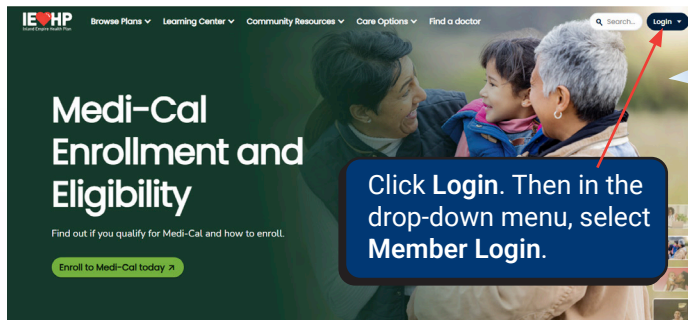 IEHP
Inland Empire Health Plan
Browse Plans
Learning Center
Community Resources
Care Options
Find a doctor
Search...
Login
Medi-Cal
Enrollment and
Eligibility
Find out if you qualify for Medi-Cal and how to enroll.
Enroll to Medi-Cal today
Click Login. Then in the
drop-down menu, select
Member Login.